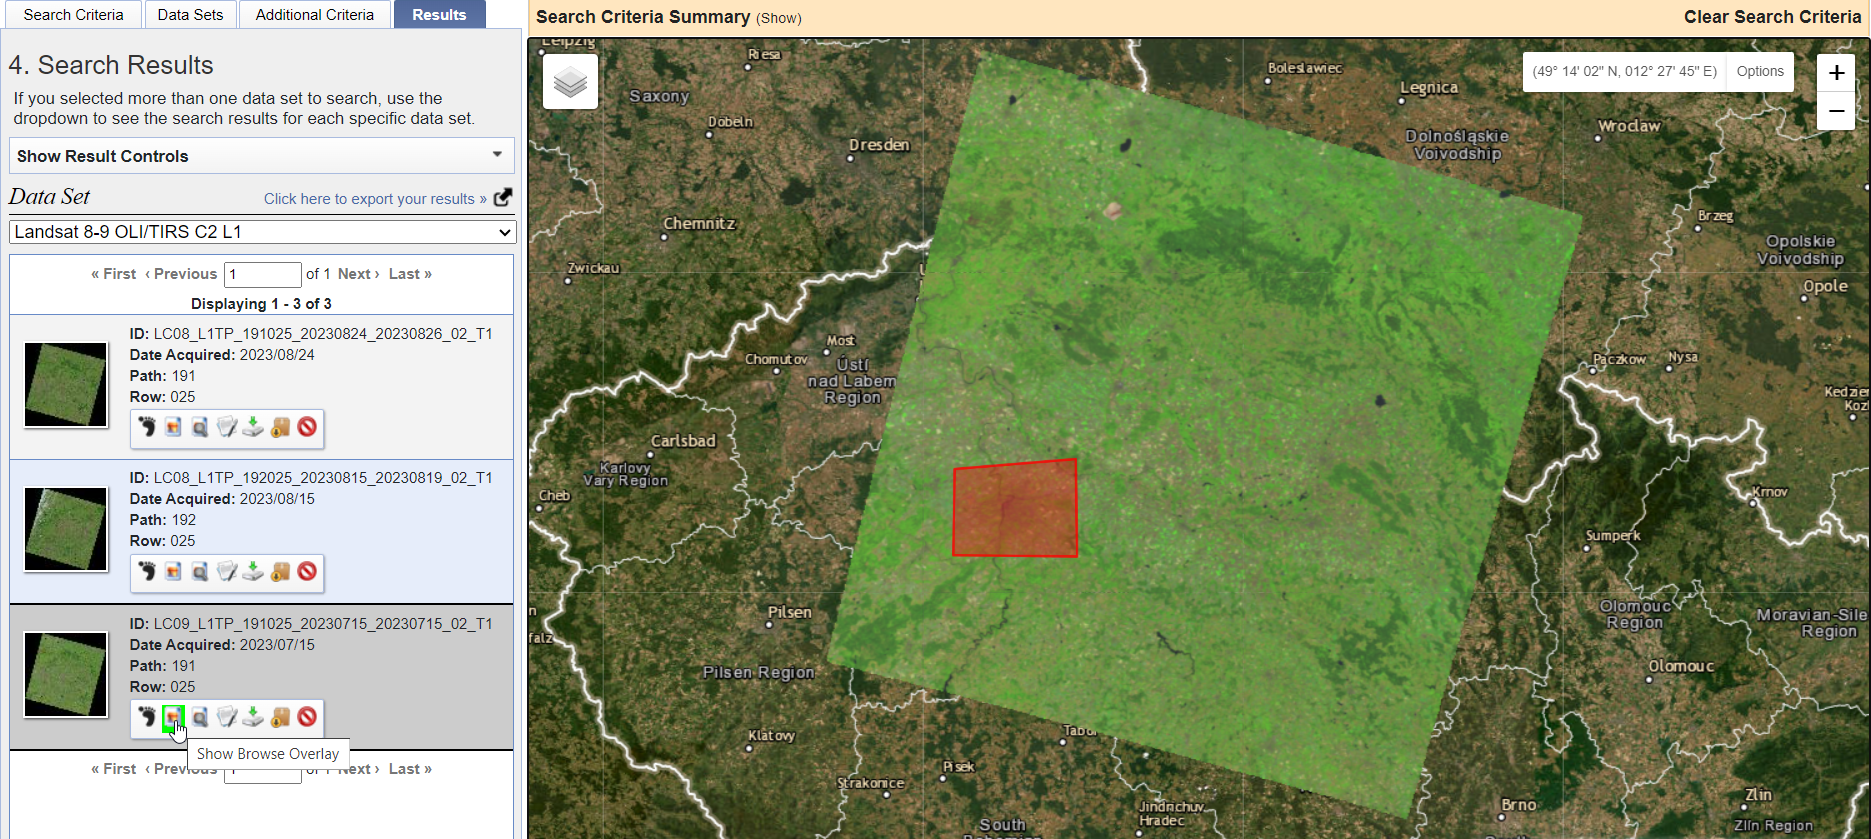 Search Criteria
Data Sets
Additional Criteria
Results
4. Search Results
If you selected more than one data set to search, use the
dropdown to see the search results for each specific data set.
Show Result Controls
Data Set
Click here to export your results »
Landsat 8-9 OLI/TIRS C2 L1
« First ‹ Previous 1 of 1 Next › Last »
Displaying 1 - 3 of 3
ID: LC08_L1TP_191025_20230824_20230826_02_T1
Date Acquired: 2023/08/24
Path: 191
Row: 025
ID: LC08_L1TP_192025_20230815_20230819_02_T1
Date Acquired: 2023/08/15
Path: 192
Row: 025
ID: LC09_L1TP_191025_20230715_20230715_02_T1
Date Acquired: 2023/07/15
Path: 191
Row: 025
Show Browse Overlay
« First ‹ Previous 1 of 1 Next › Last »
Search Criteria Summary (Show)
Clear Search Criteria
(49° 14' 02" N, 012° 27' 45" E)
Options
+
−
Leipzig
Riesa
Saxony
Döbeln
Dresden
Chemnitz
Zwickau
Most
Chomutov
Ústí
nad Labem
Region
Carlsbad
Karlovy
Vary Region
Cheb
Pilsen
Pilsen Region
Klatovy
Strakonice
Pisek
Tabor
Jindrichuv
Hradec
South
Bolesławiec
Legnica
Dolnośląskie
Voivodship
Wroclaw
Brzeg
Opolskie
Voivodship
Opole
Paczkow
Nysa
Kedzier
Koz
Krnov
Sumperk
Olomouc
Region
Moravian-Sile
Region
Olomouc
Brno
Zlin
Zlín Region
falz